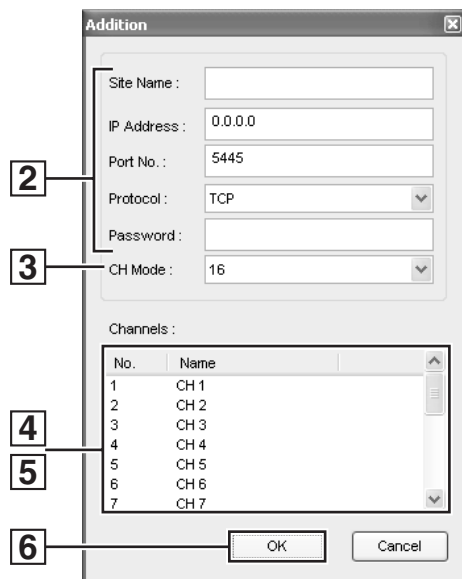 Addition
Site Name :
IP Address : 0.0.0.0
2
Port No. : 5445
Protocol : TCP
Password :
3
CH Mode : 16
Channels :
No. Name
1 CH 1
2 CH 2
3 CH 3
4
4 CH 4
5
5 CH 5
6 CH 6
7 CH 7
6
OK Cancel